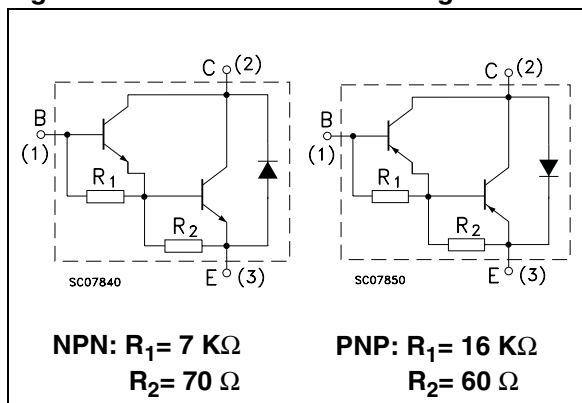 C (2)
B
(1)
R1
R2
E (3)
SC07840
C (2)
B
(1)
R1
R2
E (3)
SC07850
NPN: R1= 7 KΩ
R2= 70 Ω
PNP: R1= 16 KΩ
R2= 60 Ω